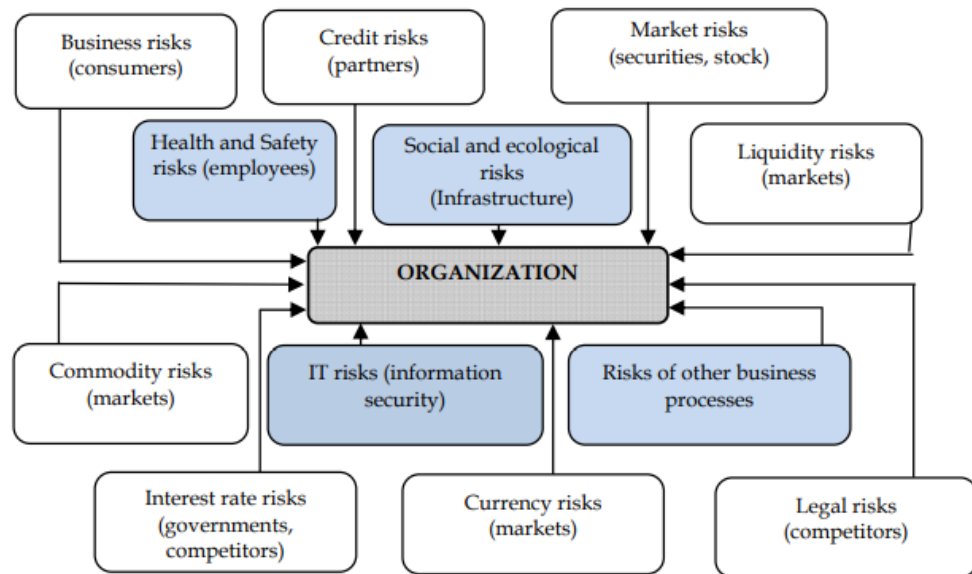 Business risks
(consumers)
Credit risks
(partners)
Market risks
(securities, stock)
Health and Safety
risks (employees)
Social and ecological
risks
(Infrastructure)
Liquidity risks
(markets)
ORGANIZATION
Commodity risks
(markets)
IT risks (information
security)
Risks of other business
processes
Interest rate risks
(governments,
competitors)
Currency risks
(markets)
Legal risks
(competitors)